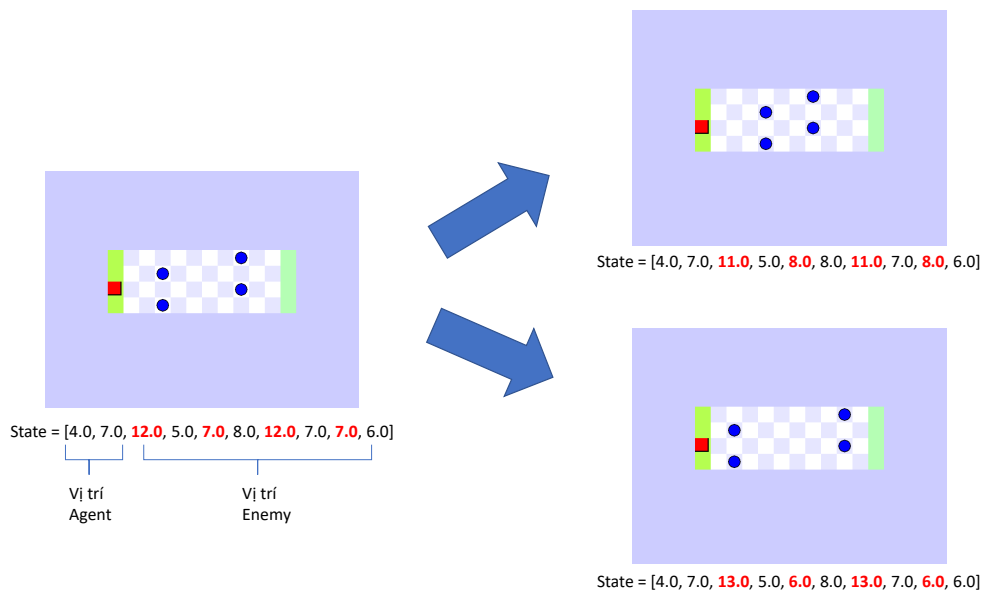 State = [4.0, 7.0, 12.0, 5.0, 7.0, 8.0, 12.0, 7.0, 7.0, 6.0]
Vị trí
Agent
Vị trí
Enemy
State = [4.0, 7.0, 11.0, 5.0, 8.0, 8.0, 11.0, 7.0, 8.0, 6.0]
State = [4.0, 7.0, 13.0, 5.0, 6.0, 8.0, 13.0, 7.0, 6.0, 6.0]